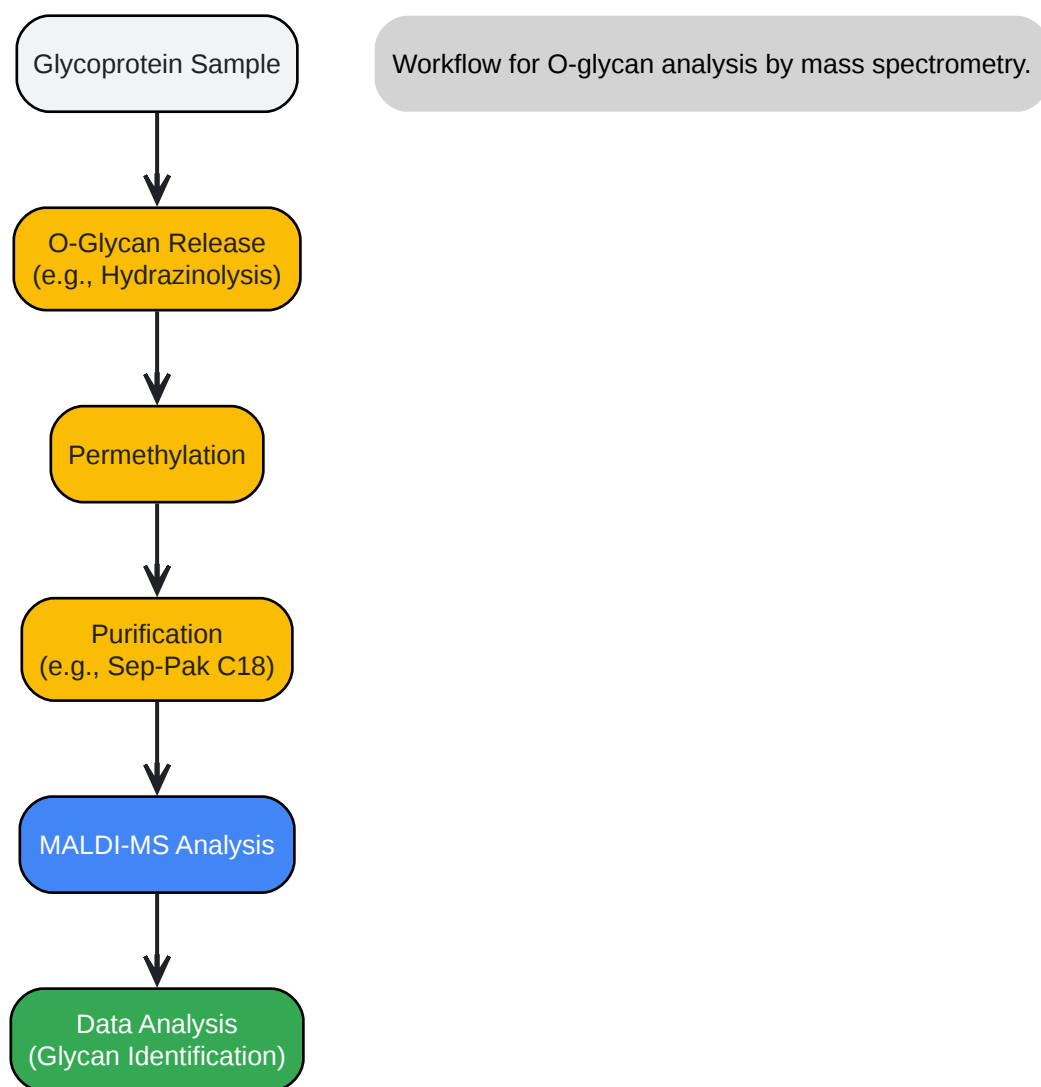 Glycoprotein Sample
Workflow for O-glycan analysis by mass spectrometry.
O-Glycan Release
(e.g., Hydrazinolysis)
Permethylation
Purification
(e.g., Sep-Pak C18)
MALDI-MS Analysis
Data Analysis
(Glycan Identification)